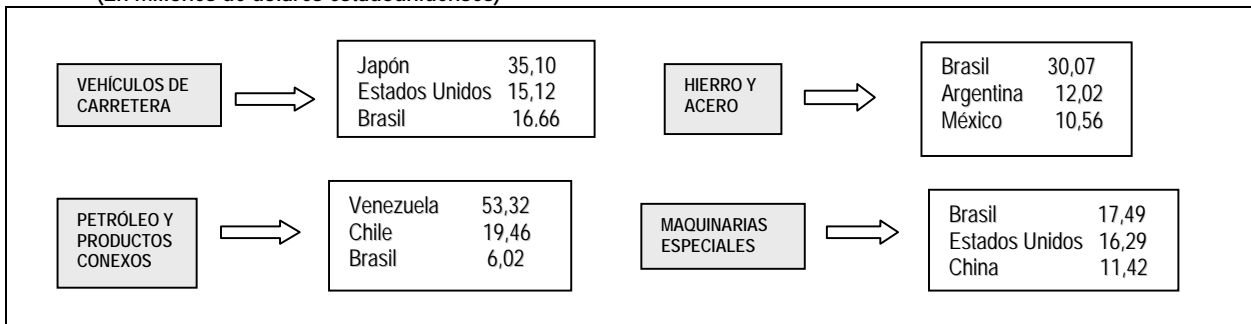 (En millones de dólares estadounidenses)
VEHÍCULOS DE
CARRETERA
Japón 35,10
Estados Unidos 15,12
Brasil 16.66
HIERRO Y
ACERO
Brasil 30,07
Argentina 12,02
México 10,56
PETRÓLEO Y
PRODUCTOS
CONEXOS
Venezuela 53,32
Chile 19,46
Brasil 6,02
MAQUINARIAS
ESPECIALES
Brasil 17,49
Estados Unidos 16,29
China 11,42